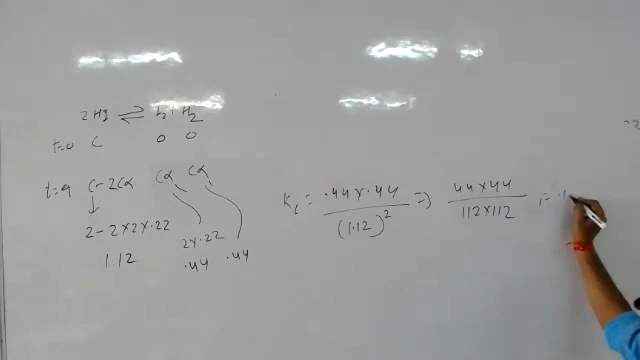 2HI ⇌ I2 + H2
t=0 C 0 0
t=eq C-2Cα Cα Cα
2-2×2×.22
2×.22
1.12 .44 .44
Kc = .44×.44 / (1.12)^2 => 44×44 / 112×112 = .1